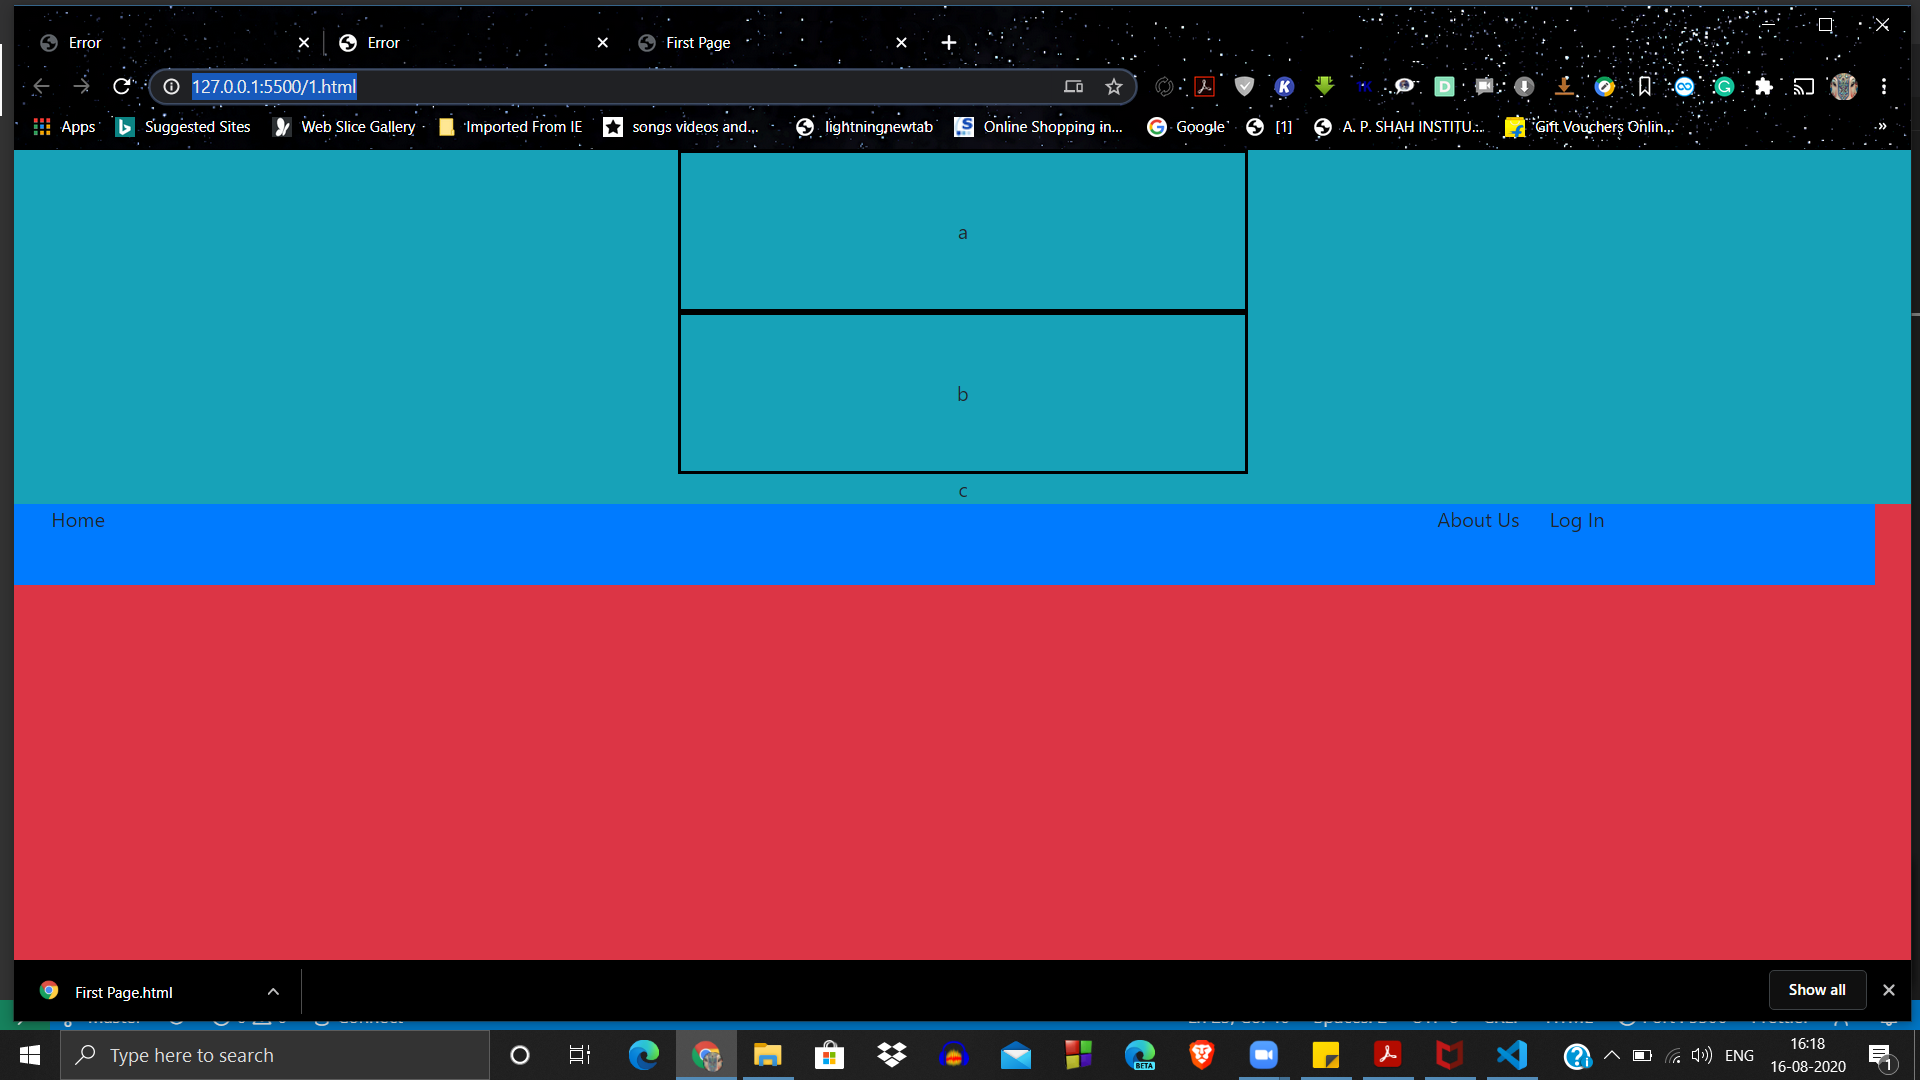 Error
Error
First Page
127.0.0.1:5500/1.html
Apps
Suggested Sites
Web Slice Gallery
Imported From IE
songs videos and...
lightningnewtab
Online Shopping in...
Google
[1]
A. P. SHAH INSTITU...
Gift Vouchers Onlin...
»
a
b
c
Home
About Us
Log In
First Page.html
Show all
Type here to search
BETA
ENG
16:18
16-08-2020
1